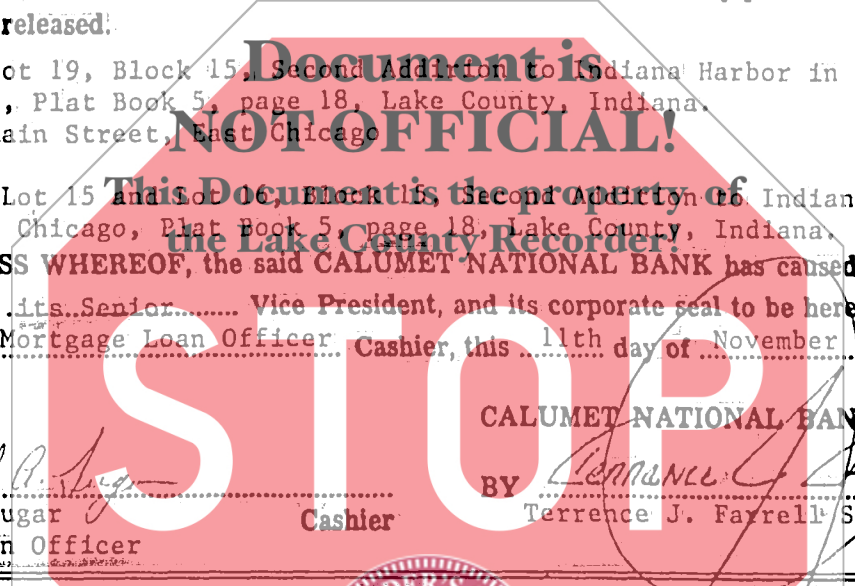 released.
ot 19, Block 15, Second Addirion to Indiana Harbor in
, Plat Book 5, page 18, Lake County, Indiana.
ain Street, East Chicago
Document is
NOT OFFICIAL!
This Document is the property of
the Lake County Recorder!
Lot 15 and Lot 16, Block 15, Second Addirion to Indian
Chicago, Plat Book 5, page 18, Lake County, Indiana.
SS WHEREOF, the said CALUMET NATIONAL BANK has caused
its Senior Vice President, and its corporate seal to be here
Mortgage Loan Officer Cashier, this 11th day of November
STOP
CALUMET NATIONAL BAN
BY Terrance J.
ugar Cashier Terrence J. Farrell S
n Officer
DER'S